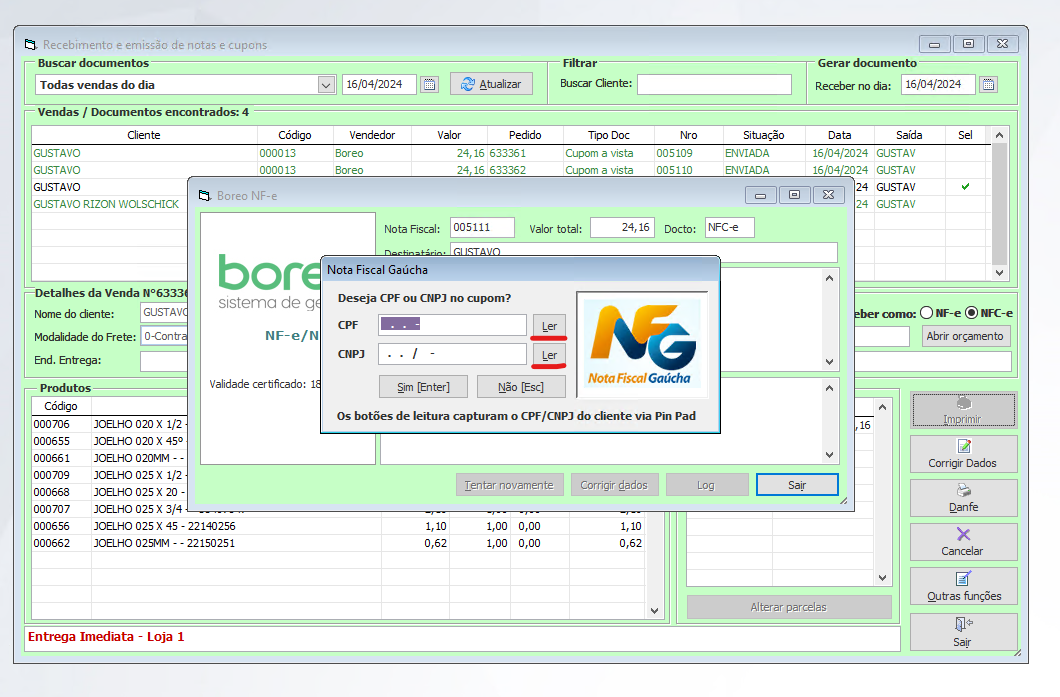 Recebimento e emissão de notas e cupons
Buscar documentos
Filtrar
Gerar documento
Todas vendas do dia
16/04/2024
Atualizar
Buscar Cliente:
Receber no dia:
16/04/2024
Vendas / Documentos encontrados: 4
Cliente Código Vendedor Valor Pedido Tipo Doc Nro Situação Data Saída Sel
GUSTAVO 000013 Boreo 24,16 633361 Cupom a vista 005109 ENVIADA 16/04/2024 GUSTAV
GUSTAVO 000013 Boreo 24,16 633362 Cupom a vista 005110 ENVIADA 16/04/2024 GUSTAV
GUSTAVO 24 GUSTAV
GUSTAVO RIZON WOLSCHICK 24 GUSTAV
Boreo NF-e
Nota Fiscal: 005111 Valor total: 24,16 Docto: NFC-e
Destinatário: GUSTAVO
bore
sistema de ge
NF-e/N
Validade certificado: 18
Nota Fiscal Gaúcha
Deseja CPF ou CNPJ no cupom?
CPF . . - Ler
CNPJ . . / - Ler
Sim [Enter] Não [Esc]
NFG
Nota Fiscal Gaúcha
Os botões de leitura capturam o CPF/CNPJ do cliente via Pin Pad
Tentar novamente Corrigir dados Log Sair
Detalhes da Venda Nº6336
Nome do cliente: GUSTAVO
eber como: NF-e NFC-e
Modalidade do Frete: 0-Contra
Abrir orçamento
End. Entrega:
Produtos
Código
000706 JOELHO 020 X 1/2 -
,16
000655 JOELHO 020 X 45º
000661 JOELHO 020MM - -
000709 JOELHO 025 X 1/2 -
000668 JOELHO 025 X 20 -
000707 JOELHO 025 X 3/4 -
000656 JOELHO 025 X 45 - 22140256 1,10 1,00 0,00 1,10
000662 JOELHO 025MM - - 22150251 0,62 1,00 0,00 0,62
Alterar parcelas
Imprimir
Corrigir Dados
Danfe
Cancelar
Outras funções
Sair
Entrega Imediata - Loja 1